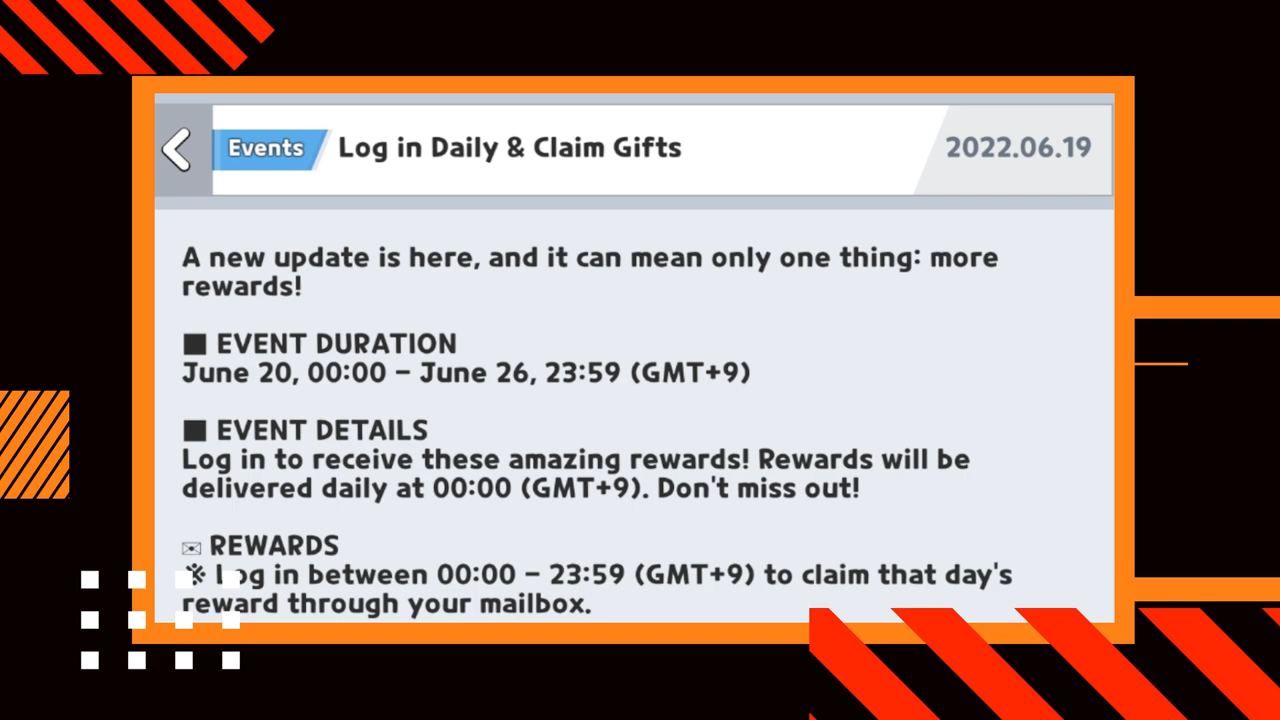 Events Log in Daily & Claim Gifts 2022.06.19
A new update is here, and it can mean only one thing: more
rewards!
■ EVENT DURATION
June 20, 00:00 – June 26, 23:59 (GMT+9)
■ EVENT DETAILS
Log in to receive these amazing rewards! Rewards will be
delivered daily at 00:00 (GMT+9). Don't miss out!
✉ REWARDS
※ Log in between 00:00 – 23:59 (GMT+9) to claim that day's
reward through your mailbox.